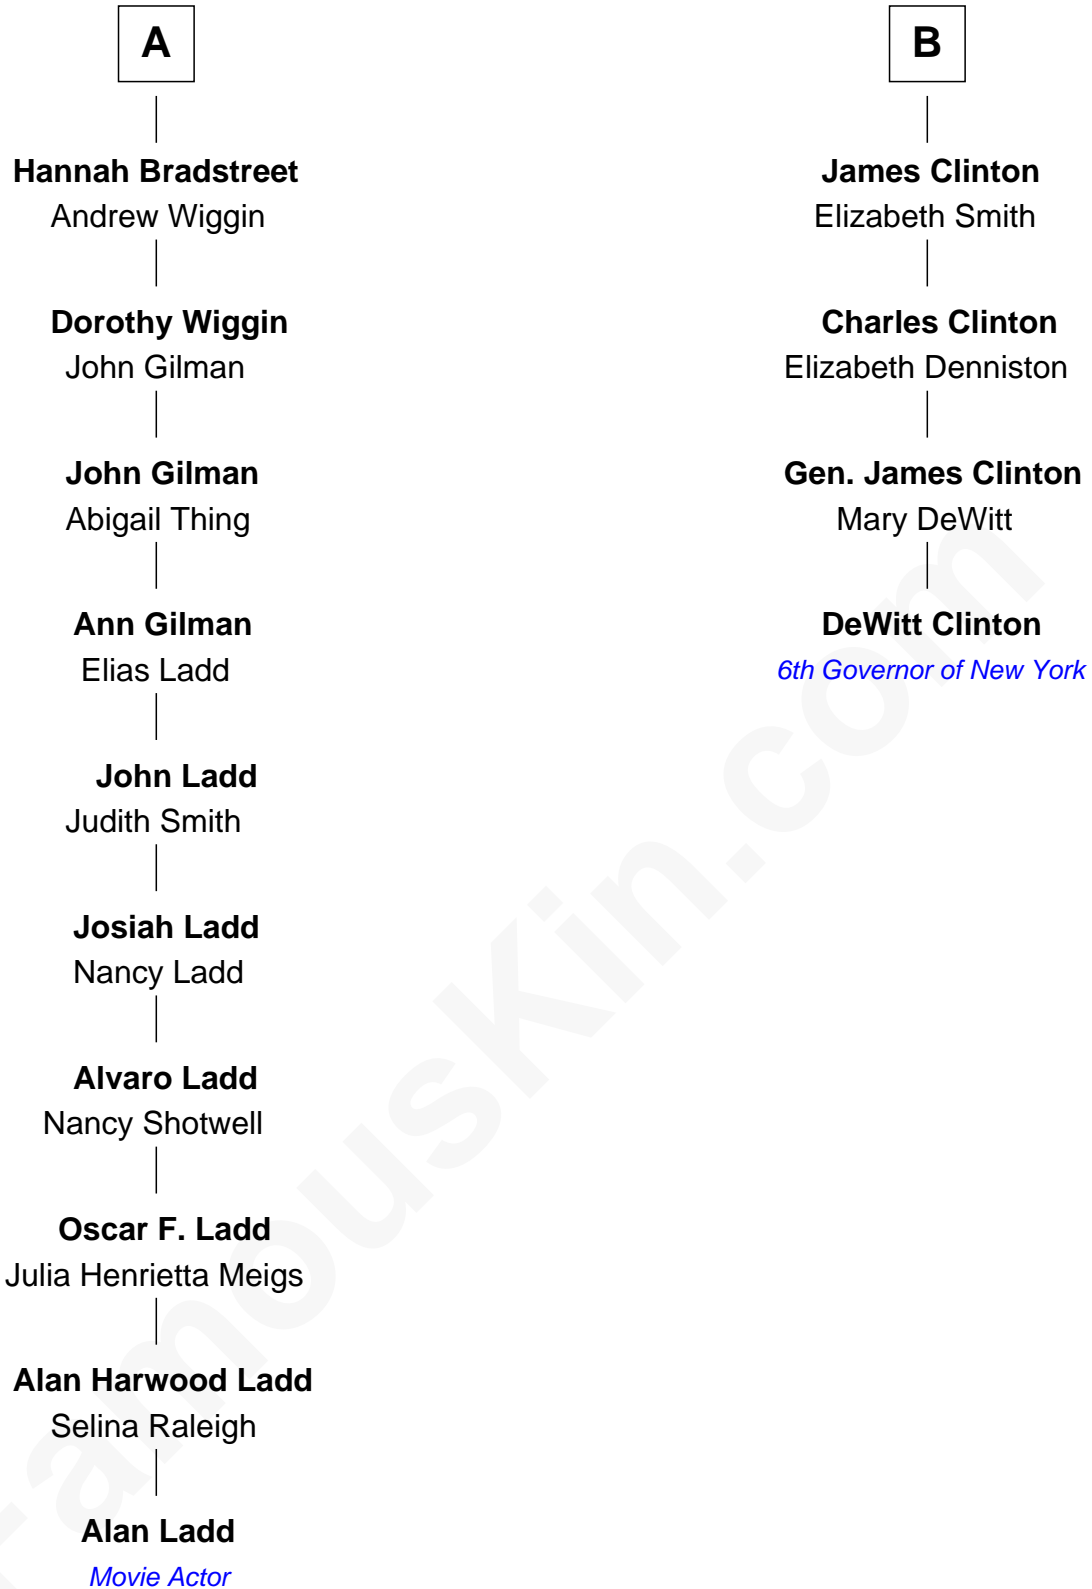 A
Hannah Bradstreet
Andrew Wiggin
Dorothy Wiggin
John Gilman
John Gilman
Abigail Thing
Ann Gilman
Elias Ladd
John Ladd
Judith Smith
Josiah Ladd
Nancy Ladd
Alvaro Ladd
Nancy Shotwell
Oscar F. Ladd
Julia Henrietta Meigs
Alan Harwood Ladd
Selina Raleigh
Alan Ladd
Movie Actor
B
James Clinton
Elizabeth Smith
Charles Clinton
Elizabeth Denniston
Gen. James Clinton
Mary DeWitt
DeWitt Clinton
6th Governor of New York
FamousKin.com